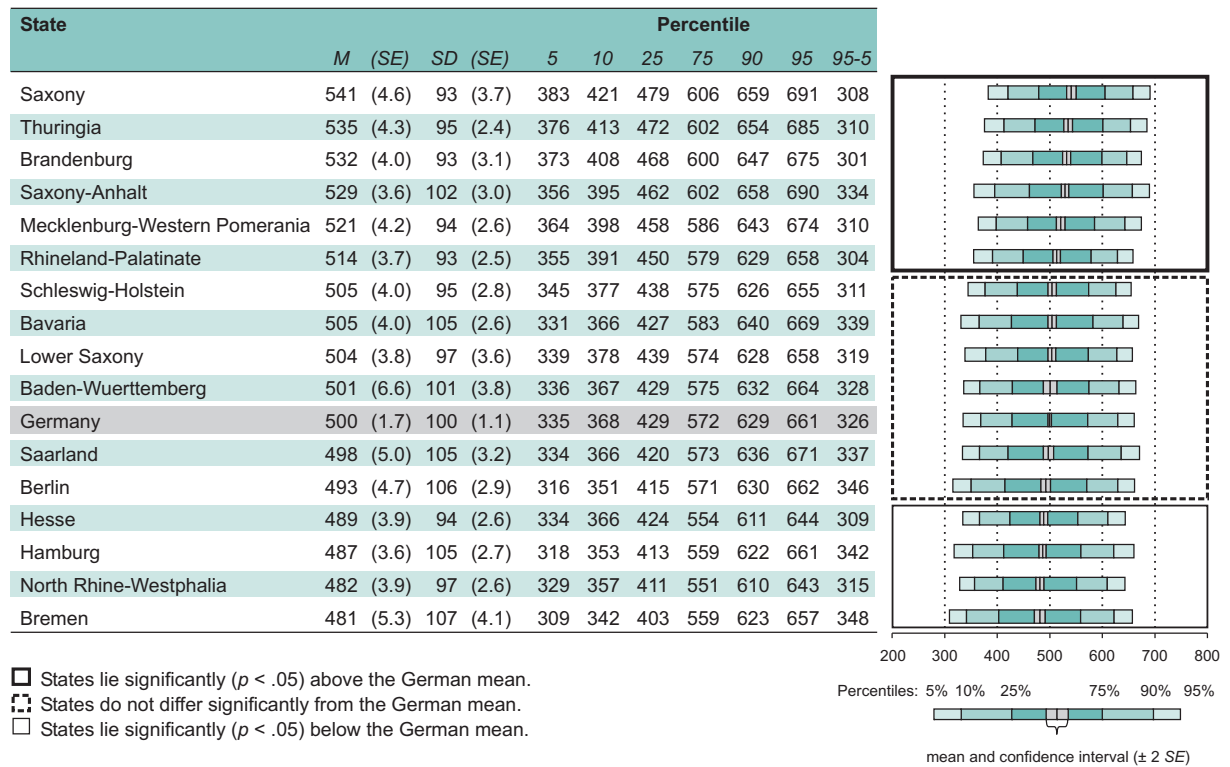 State Percentile
M (SE) SD (SE) 5 10 25 75 90 95 95-5
Saxony 541 (4.6) 93 (3.7) 383 421 479 606 659 691 308
Thuringia 535 (4.3) 95 (2.4) 376 413 472 602 654 685 310
Brandenburg 532 (4.0) 93 (3.1) 373 408 468 600 647 675 301
Saxony-Anhalt 529 (3.6) 102 (3.0) 356 395 462 602 658 690 334
Mecklenburg-Western Pomerania 521 (4.2) 94 (2.6) 364 398 458 586 643 674 310
Rhineland-Palatinate 514 (3.7) 93 (2.5) 355 391 450 579 629 658 304
Schleswig-Holstein 505 (4.0) 95 (2.8) 345 377 438 575 626 655 311
Bavaria 505 (4.0) 105 (2.6) 331 366 427 583 640 669 339
Lower Saxony 504 (3.8) 97 (3.6) 339 378 439 574 628 658 319
Baden-Wuerttemberg 501 (6.6) 101 (3.8) 336 367 429 575 632 664 328
Germany 500 (1.7) 100 (1.1) 335 368 429 572 629 661 326
Saarland 498 (5.0) 105 (3.2) 334 366 420 573 636 671 337
Berlin 493 (4.7) 106 (2.9) 316 351 415 571 630 662 346
Hesse 489 (3.9) 94 (2.6) 334 366 424 554 611 644 309
Hamburg 487 (3.6) 105 (2.7) 318 353 413 559 622 661 342
North Rhine-Westphalia 482 (3.9) 97 (2.6) 329 357 411 551 610 643 315
Bremen 481 (5.3) 107 (4.1) 309 342 403 559 623 657 348
200 300 400 500 600 700 800
States lie significantly (p < .05) above the German mean.
States do not differ significantly from the German mean.
States lie significantly (p < .05) below the German mean.
Percentiles: 5% 10% 25% 75% 90% 95%
mean and confidence interval (± 2 SE)